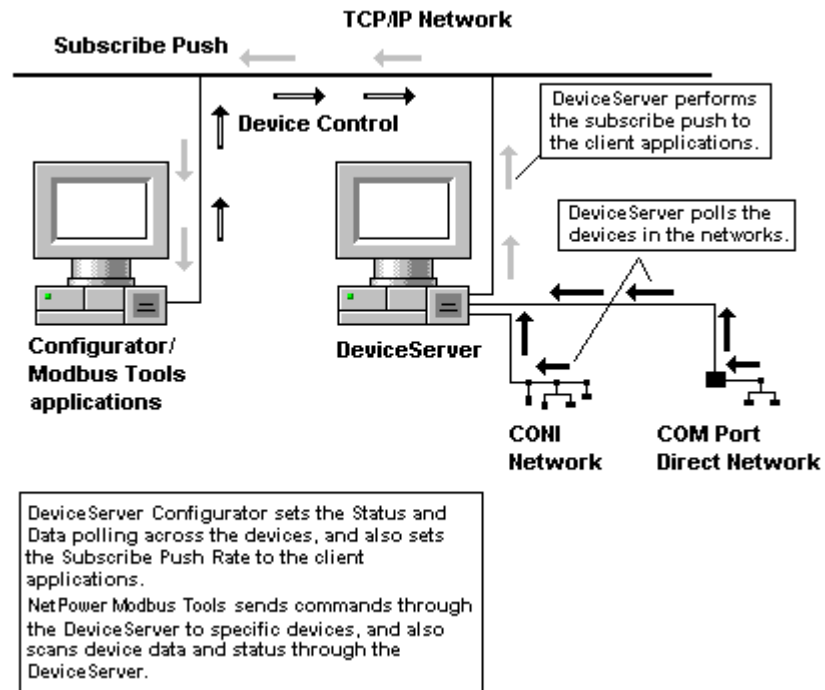 TCP/IP Network
Subscribe Push
Device Control
DeviceServer performs
the subscribe push to
the client applications.
DeviceServer polls the
devices in the networks.
Configurator/
Modbus Tools
applications
DeviceServer
CONI
Network
COM Port
Direct Network
DeviceServer Configurator sets the Status and
Data polling across the devices, and also sets
the Subscribe Push Rate to the client
applications.
NetPower Modbus Tools sends commands through
the DeviceServer to specific devices, and also
scans device data and status through the
DeviceServer.